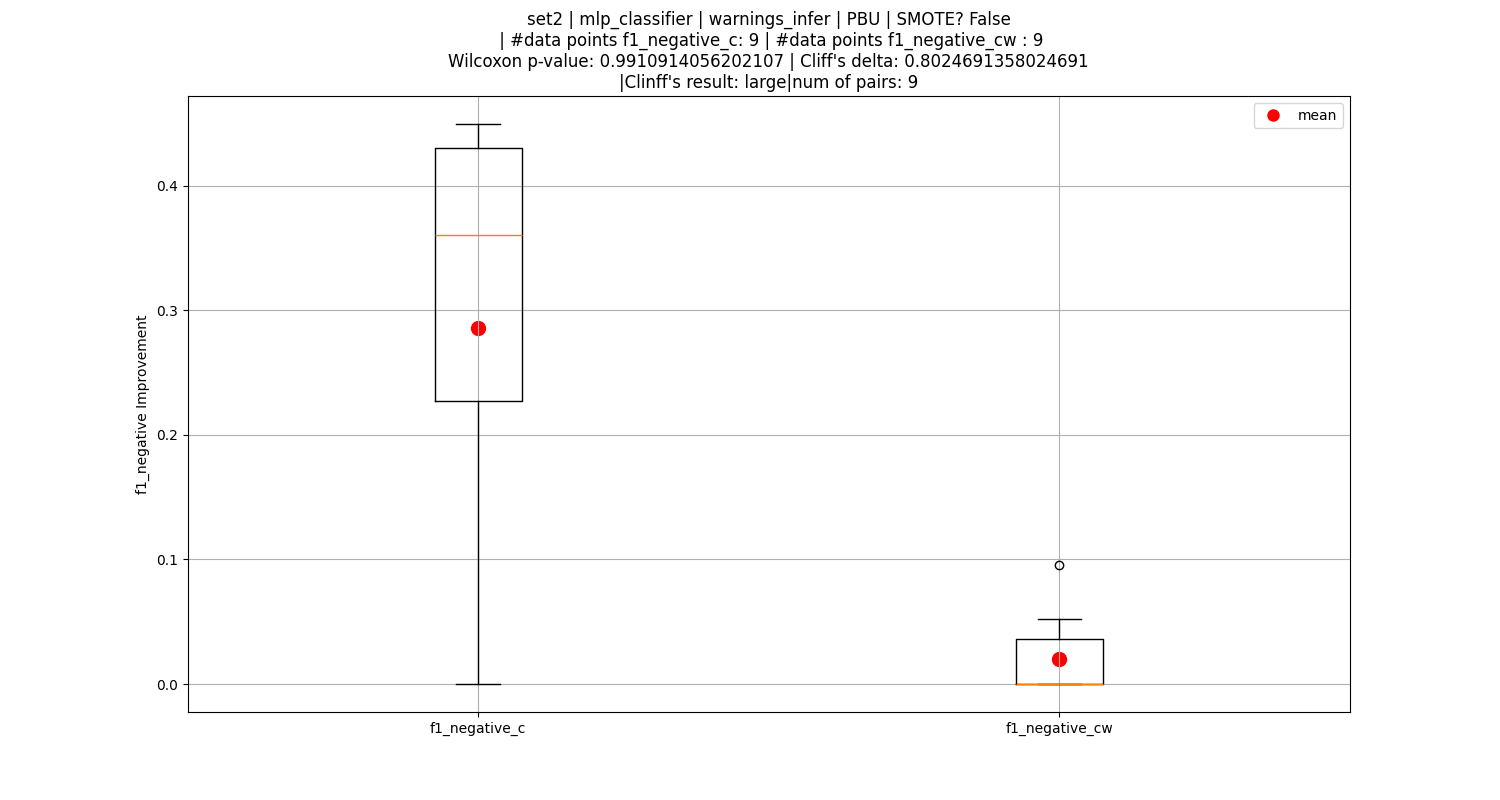 set2 | mlp_classifier | warnings_infer | PBU | SMOTE? False
| #data points f1_negative_c: 9 | #data points f1_negative_cw : 9
Wilcoxon p-value: 0.9910914056202107 | Cliff's delta: 0.8024691358024691
|Clinff's result: large|num of pairs: 9
mean
f1_negative Improvement
0.4
0.3
0.2
0.1
0.0
f1_negative_c
f1_negative_cw